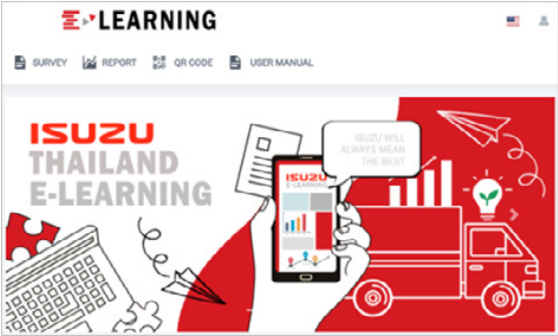 E-LEARNING
SURVEY REPORT QR CODE USER MANUAL
ISUZU
THAILAND
E-LEARNING
ISUZU WILL
ALWAYS MEAN
THE BEST
ISUZU
E-LEARNING